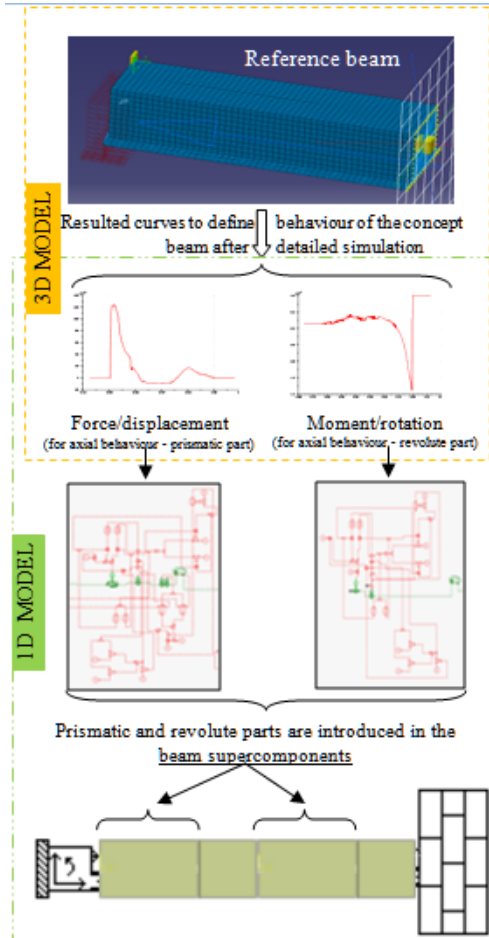 Reference beam
3D MODEL
Resulted curves to define behaviour of the concept
beam after detailed simulation
Force/displacement
(for axial behaviour - prismatic part)
Moment/rotation
(for axial behaviour - revolute part)
1D MODEL
Prismatic and revolute parts are introduced in the
beam supercomponents